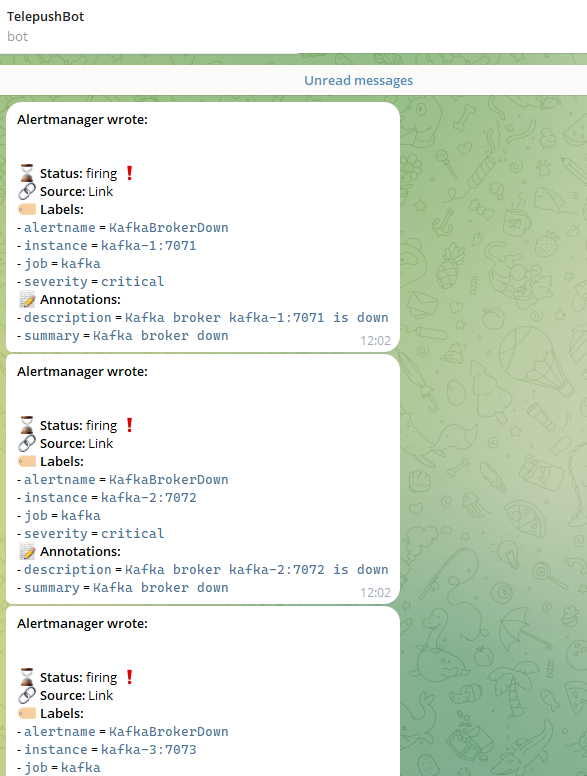 TelepushBot
bot
Unread messages
Alertmanager wrote:
⏳ Status: firing ❗
🔗 Source: Link
🏷️ Labels:
- alertname = KafkaBrokerDown
- instance = kafka-1:7071
- job = kafka
- severity = critical
📝 Annotations:
- description = Kafka broker kafka-1:7071 is down
- summary = Kafka broker down
12:02
Alertmanager wrote:
⏳ Status: firing ❗
🔗 Source: Link
🏷️ Labels:
- alertname = KafkaBrokerDown
- instance = kafka-2:7072
- job = kafka
- severity = critical
📝 Annotations:
- description = Kafka broker kafka-2:7072 is down
- summary = Kafka broker down
12:02
Alertmanager wrote:
⏳ Status: firing ❗
🔗 Source: Link
🏷️ Labels:
- alertname = KafkaBrokerDown
- instance = kafka-3:7073
- job = kafka